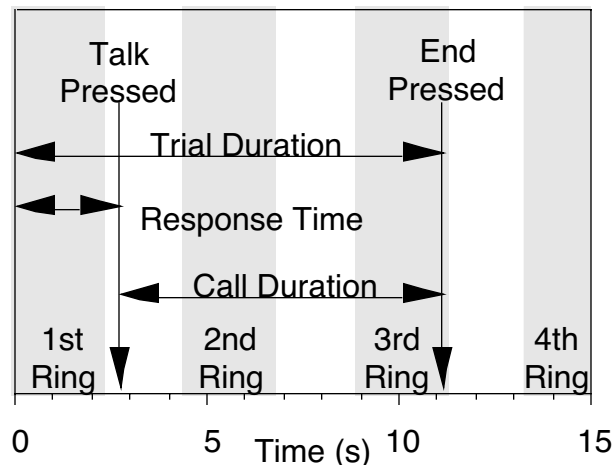 Talk
Pressed
End
Pressed
Trial Duration
Response Time
Call Duration
1st
Ring
2nd
Ring
3rd
Ring
4th
Ring
0 5 10 15
Time (s)